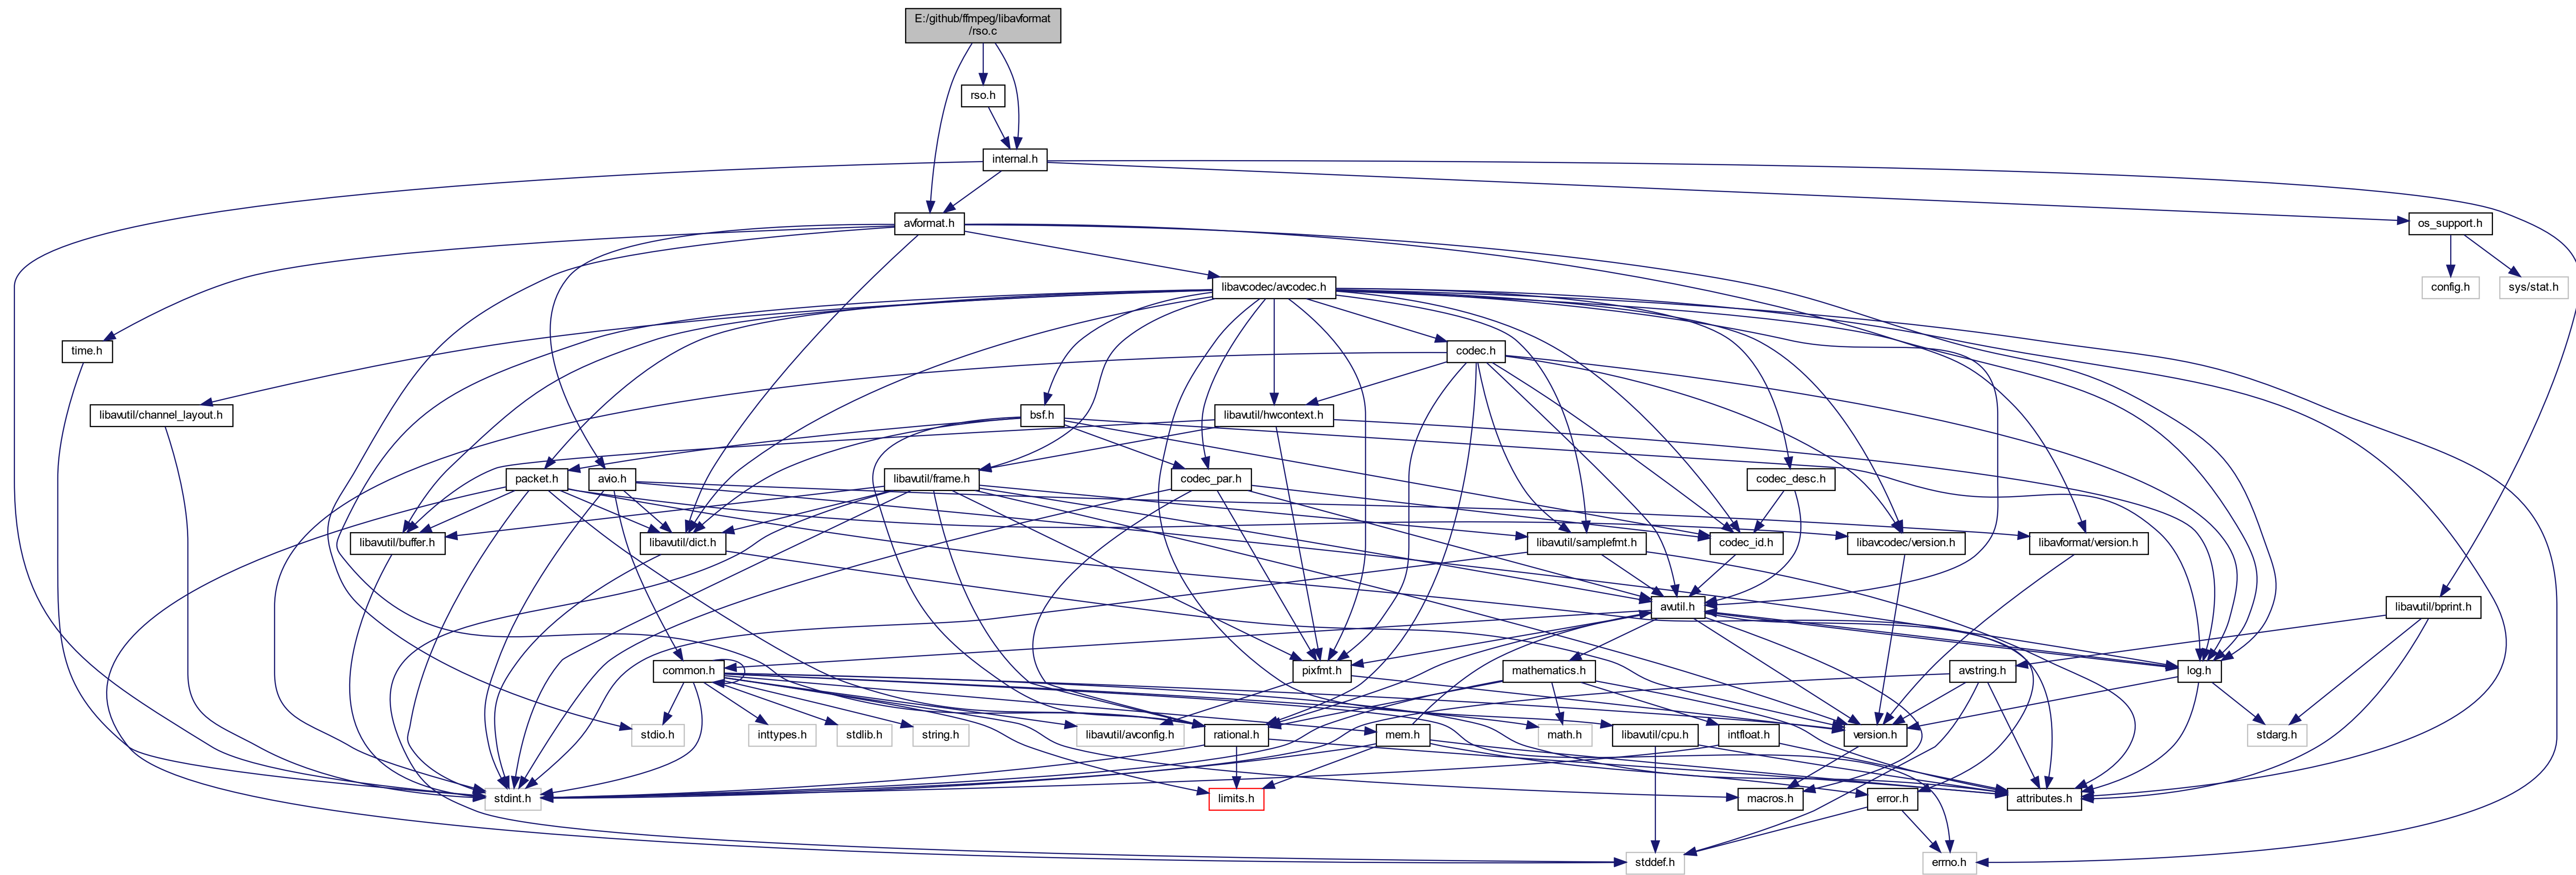 E:/github/ffmpeg/libavformat
/rso.c
rso.h
internal.h
avformat.h
os_support.h
libavcodec/avcodec.h
config.h
sys/stat.h
time.h
codec.h
libavutil/channel_layout.h
bsf.h
libavutil/hwcontext.h
packet.h
avio.h
libavutil/frame.h
codec_par.h
codec_desc.h
libavutil/buffer.h
libavutil/dict.h
libavutil/samplefmt.h
codec_id.h
libavcodec/version.h
libavformat/version.h
avutil.h
libavutil/bprint.h
common.h
pixfmt.h
mathematics.h
avstring.h
log.h
stdio.h
inttypes.h
stdlib.h
string.h
libavutil/avconfig.h
rational.h
mem.h
math.h
libavutil/cpu.h
intfloat.h
version.h
stdarg.h
stdint.h
limits.h
macros.h
error.h
attributes.h
stddef.h
errno.h